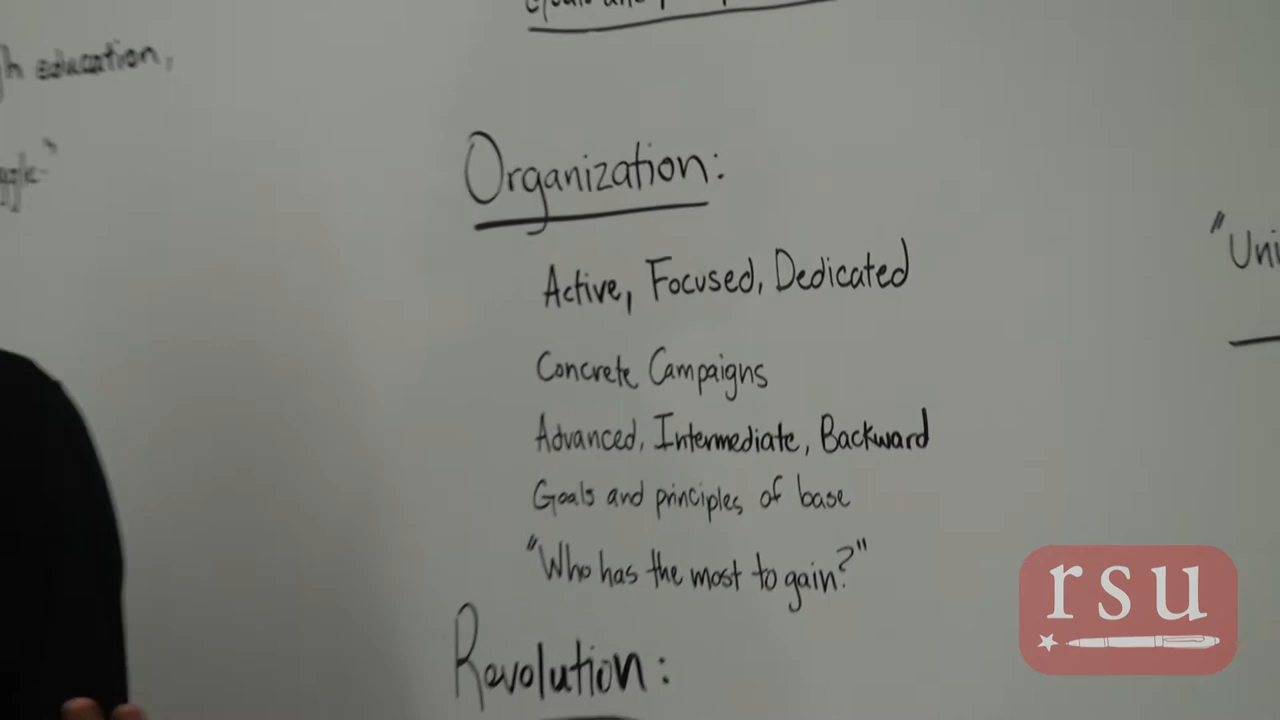 education,
Organization:
Active, Focused, Dedicated
Concrete Campaigns
Advanced, Intermediate, Backward
Goals and principles of base
"Who has the most to gain?"
Revolution:
rsu